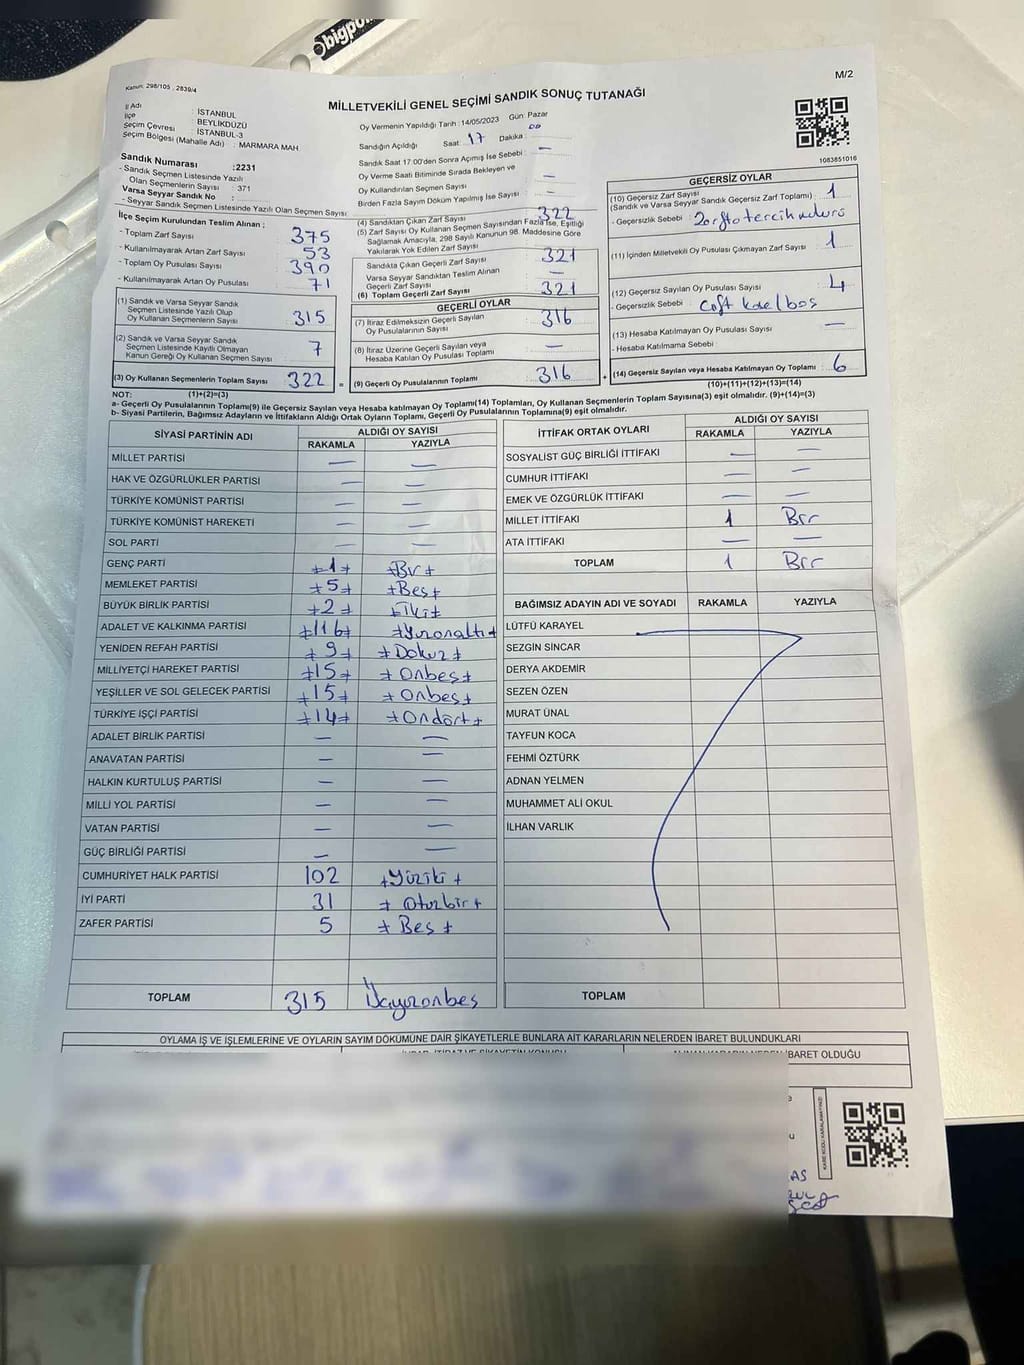 bigpo
Kanun: 298/105 , 2839/4
M/2
MİLLETVEKİLİ GENEL SEÇİMİ SANDIK SONUÇ TUTANAĞI
İl Adı : İSTANBUL
İlçe : BEYLİKDÜZÜ
Seçim Çevresi : İSTANBUL-3
Seçim Bölgesi (Mahalle Adı) : MARMARA MAH.
Sandık Numarası :2231
- Sandık Seçmen Listesinde Yazılı
Olan Seçmenlerin Sayısı : 371
Varsa Seyyar Sandık No :
- Seyyar Sandık Seçmen Listesinde Yazılı Olan Seçmen Sayısı:
İlçe Seçim Kurulundan Teslim Alınan ;
- Toplam Zarf Sayısı : 375
- Kullanılmayarak Artan Zarf Sayısı : 53
- Toplam Oy Pusulası Sayısı : 390
- Kullanılmayarak Artan Oy Pusulası : 71
(1) Sandık ve Varsa Seyyar Sandık
Seçmen Listesinde Yazılı Olup
Oy Kullanan Seçmenlerin Sayısı : 315
(2) Sandık ve Varsa Seyyar Sandık
Seçmen Listesinde Kayıtlı Olmayan
Kanun Gereği Oy Kullanan Seçmen Sayısı : 7
(3) Oy Kullanan Seçmenlerin Toplam Sayısı 322 =
(1)+(2)=(3)
Oy Vermenin Yapıldığı Tarih :14/05/2023 Gün : Pazar
Sandığın Açıldığı Saat : 17 Dakika : 00
Sandık Saat 17:00'den Sonra Açımış İse Sebebi : —
Oy Verme Saati Bitiminde Sırada Bekleyen ve
Oy Kullandırılan Seçmen Sayısı : —
Birden Fazla Sayım Döküm Yapılmış İse Sayısı : —
(4) Sandıktan Çıkan Zarf Sayısı : 322
(5) Zarf Sayısı Oy Kullanan Seçmen Sayısından Fazla İse, Eşitliği
Sağlamak Amacıyla, 298 Sayılı Kanunun 98. Maddesine Göre
Yakılarak Yok Edilen Zarf Sayısı :
Sandıkta Çıkan Geçerli Zarf Sayısı : 321
Varsa Seyyar Sandıktan Teslim Alınan
Geçerli Zarf Sayısı : —
(6) Toplam Geçerli Zarf Sayısı : 321
GEÇERLİ OYLAR
(7) İtiraz Edilmeksizin Geçerli Sayılan
Oy Pusulalarının Sayısı : 316
(8) İtiraz Üzerine Geçerli Sayılan veya
Hesaba Katılan Oy Pusulası Toplamı : —
(9) Geçerli Oy Pusulalarının Toplamı : 316 +
1083851016
GEÇERSİZ OYLAR
(10) Geçersiz Zarf Sayısı
(Sandık ve Varsa Seyyar Sandık Geçersiz Zarf Toplamı) : 1
- Geçersizlik Sebebi :
(11) İçinden Milletvekili Oy Pusulası Çıkmayan Zarf Sayısı : 1
(12) Geçersiz Sayılan Oy Pusulası Sayısı : 4
- Geçersizlik Sebebi :
(13) Hesaba Katılmayan Oy Pusulası Sayısı : —
- Hesaba Katılmama Sebebi :
(14) Geçersiz Sayılan veya Hesaba Katılmayan Oy Toplamı : 6
(10)+(11)+(12)+(13)=(14)
NOT:
a- Geçerli Oy Pusulalarının Toplamı(9) ile Geçersiz Sayılan veya Hesaba katılmayan Oy Toplamı(14) Toplamları, Oy Kullanan Seçmenlerin Toplam Sayısına(3) eşit olmalıdır. (9)+(14)=(3)
b- Siyasi Partilerin, Bağımsız Adayların ve İttifakların Aldığı Ortak Oyların Toplamı, Geçerli Oy Pusulalarının Toplamına(9) eşit olmalıdır.
SİYASİ PARTİNİN ADI ALDIĞI OY SAYISI
RAKAMLA YAZIYLA
MİLLET PARTİSİ — —
HAK VE ÖZGÜRLÜKLER PARTİSİ — —
TÜRKİYE KOMÜNİST PARTİSİ — —
TÜRKİYE KOMÜNİST HAREKETİ — —
SOL PARTİ — —
GENÇ PARTİ +1+ +Bir+
MEMLEKET PARTİSİ +5+ +Beş+
BÜYÜK BİRLİK PARTİSİ +2+ +İki+
ADALET VE KALKINMA PARTİSİ +116+ +Yüzonaltı+
YENİDEN REFAH PARTİSİ +9+ +Dokuz+
MİLLİYETÇİ HAREKET PARTİSİ +15+ +Onbeş+
YEŞİLLER VE SOL GELECEK PARTİSİ +15+ +Onbeş+
TÜRKİYE İŞÇİ PARTİSİ +14+ +Ondört+
ADALET BİRLİK PARTİSİ — —
ANAVATAN PARTİSİ — —
HALKIN KURTULUŞ PARTİSİ — —
MİLLİ YOL PARTİSİ — —
VATAN PARTİSİ — —
GÜÇ BİRLİĞİ PARTİSİ — —
CUMHURİYET HALK PARTİSİ 102 +Yüziki+
İYİ PARTİ 31 +Otuzbir+
ZAFER PARTİSİ 5 +Beş+
TOPLAM 315 Üçyüzonbeş
İTTİFAK ORTAK OYLARI ALDIĞI OY SAYISI
RAKAMLA YAZIYLA
SOSYALİST GÜÇ BİRLİĞİ İTTİFAKI — —
CUMHUR İTTİFAKI — —
EMEK VE ÖZGÜRLÜK İTTİFAKI — —
MİLLET İTTİFAKI 1 Bir
ATA İTTİFAKI — —
TOPLAM 1 Bir
BAĞIMSIZ ADAYIN ADI VE SOYADI RAKAMLA YAZIYLA
LÜTFÜ KARAYEL
SEZGİN SİNCAR
DERYA AKDEMİR
SEZEN ÖZEN
MURAT ÜNAL
TAYFUN KOCA
FEHMİ ÖZTÜRK
ADNAN YELMEN
MUHAMMET ALİ OKUL
İLHAN VARLIK
TOPLAM
OYLAMA İŞ VE İŞLEMLERİNE VE OYLARIN SAYIM DÖKÜMÜNE DAİR ŞİKAYETLERLE BUNLARA AİT KARARLARIN NELERDEN İBARET BULUNDUKLARI
İBARET OLDUĞU
KARE KODU KARALAMAYINIZ!